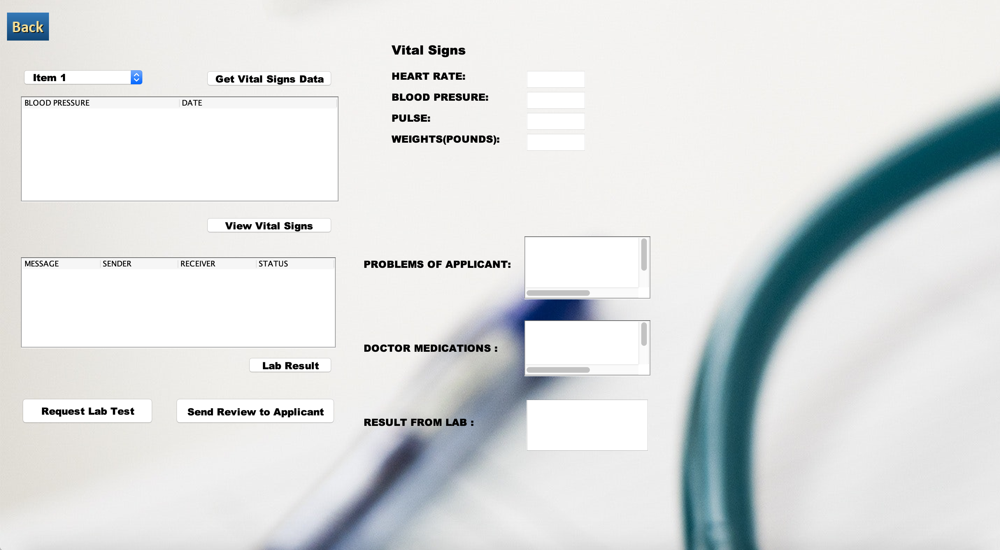 Back
Item 1
Get Vital Signs Data
BLOOD PRESSURE DATE
View Vital Signs
MESSAGE SENDER RECEIVER STATUS
Lab Result
Request Lab Test
Send Review to Applicant
Vital Signs
HEART RATE:
BLOOD PRESURE:
PULSE:
WEIGHTS(POUNDS):
PROBLEMS OF APPLICANT:
DOCTOR MEDICATIONS :
RESULT FROM LAB :